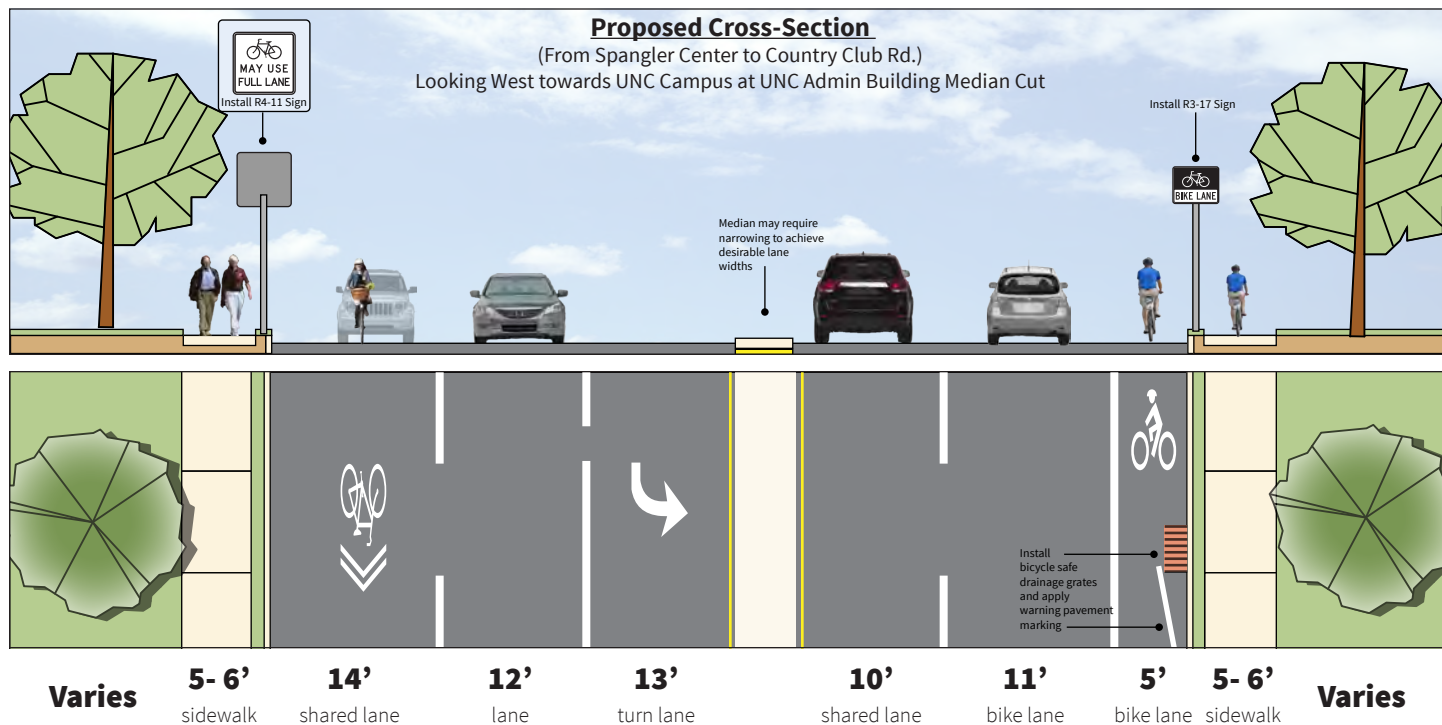 Proposed Cross-Section
(From Spangler Center to Country Club Rd.)
Looking West towards UNC Campus at UNC Admin Building Median Cut
MAY USE
FULL LANE
Install R4-11 Sign
Install R3-17 Sign
BIKE LANE
Median may require
narrowing to achieve
desirable lane
widths
Install
bicycle safe
drainage grates
and apply
warning pavement
marking
Varies
5- 6’
sidewalk
14’
shared lane
12’
lane
13’
turn lane
10’
shared lane
11’
bike lane
5’
bike lane
5- 6’
sidewalk
Varies